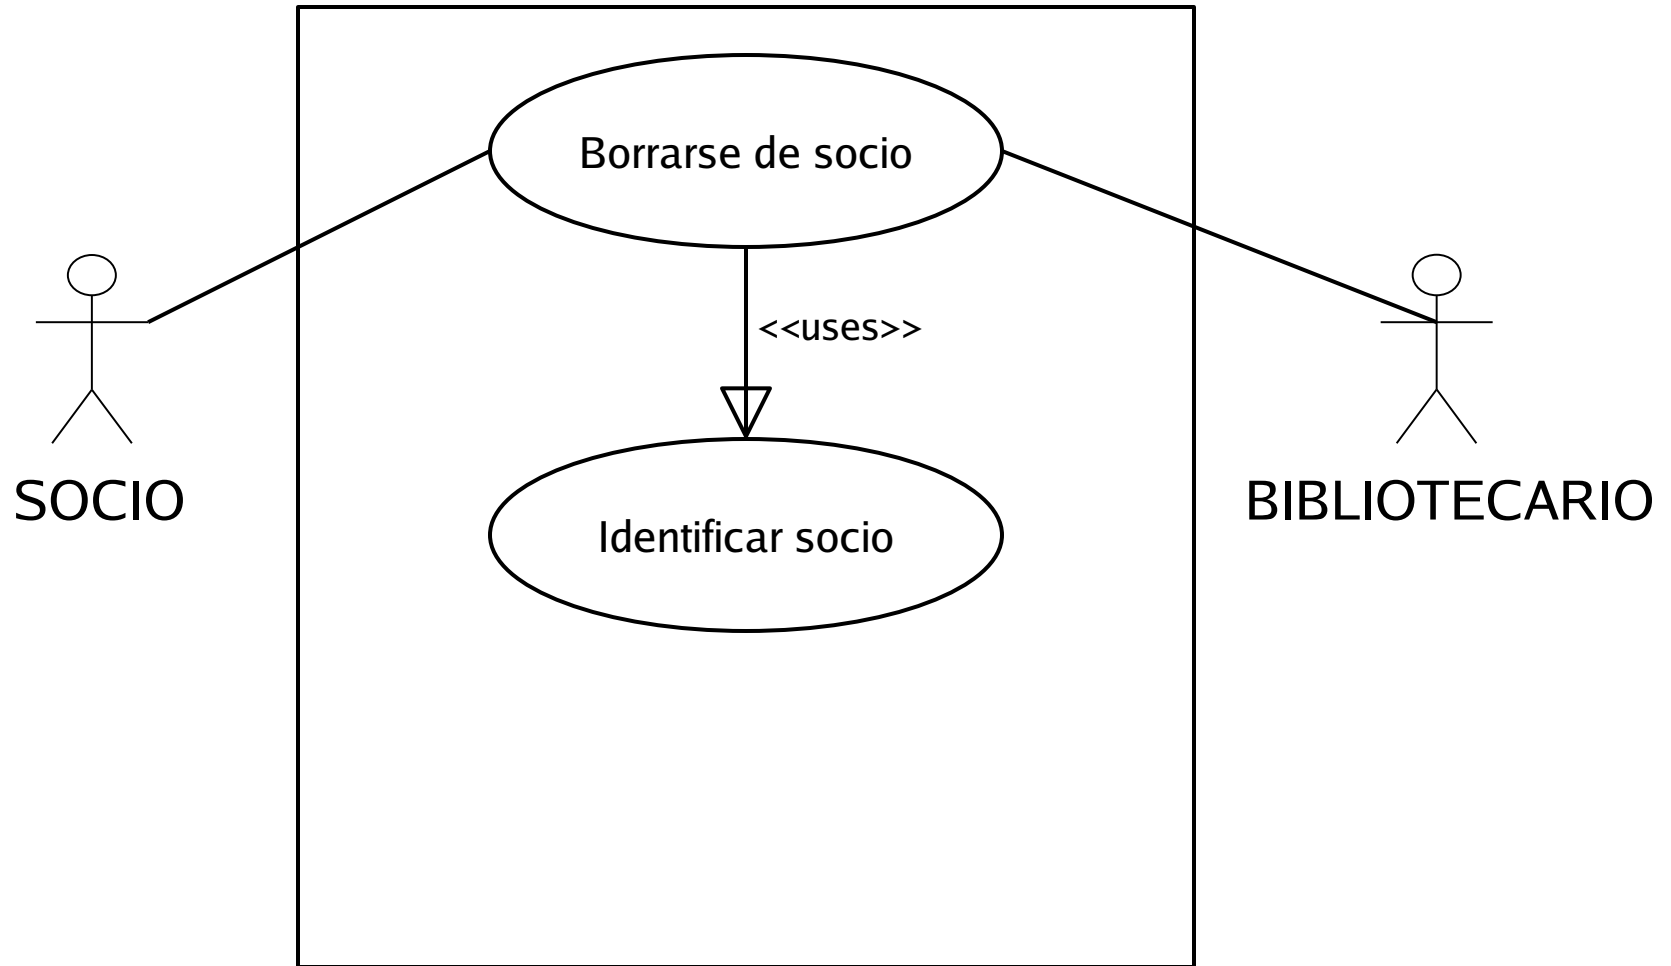 Borrarse de socio
<<uses>>
Identificar socio
SOCIO
BIBLIOTECARIO